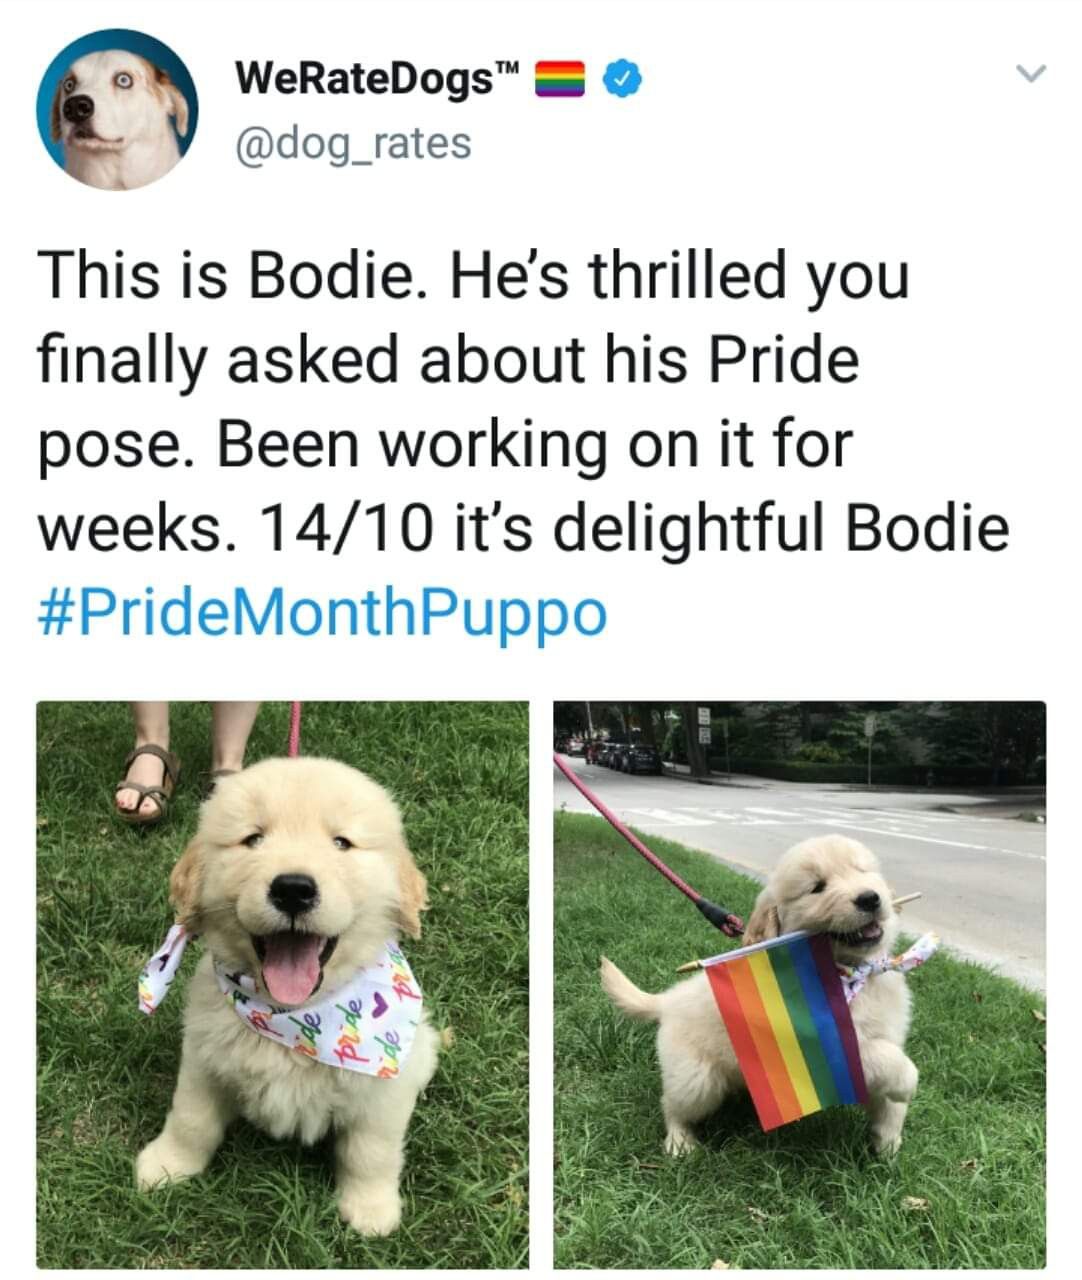 WeRateDogs™ 🏳️‍🌈
@dog_rates
This is Bodie. He's thrilled you
finally asked about his Pride
pose. Been working on it for
weeks. 14/10 it's delightful Bodie
#PrideMonthPuppo
pride
pride